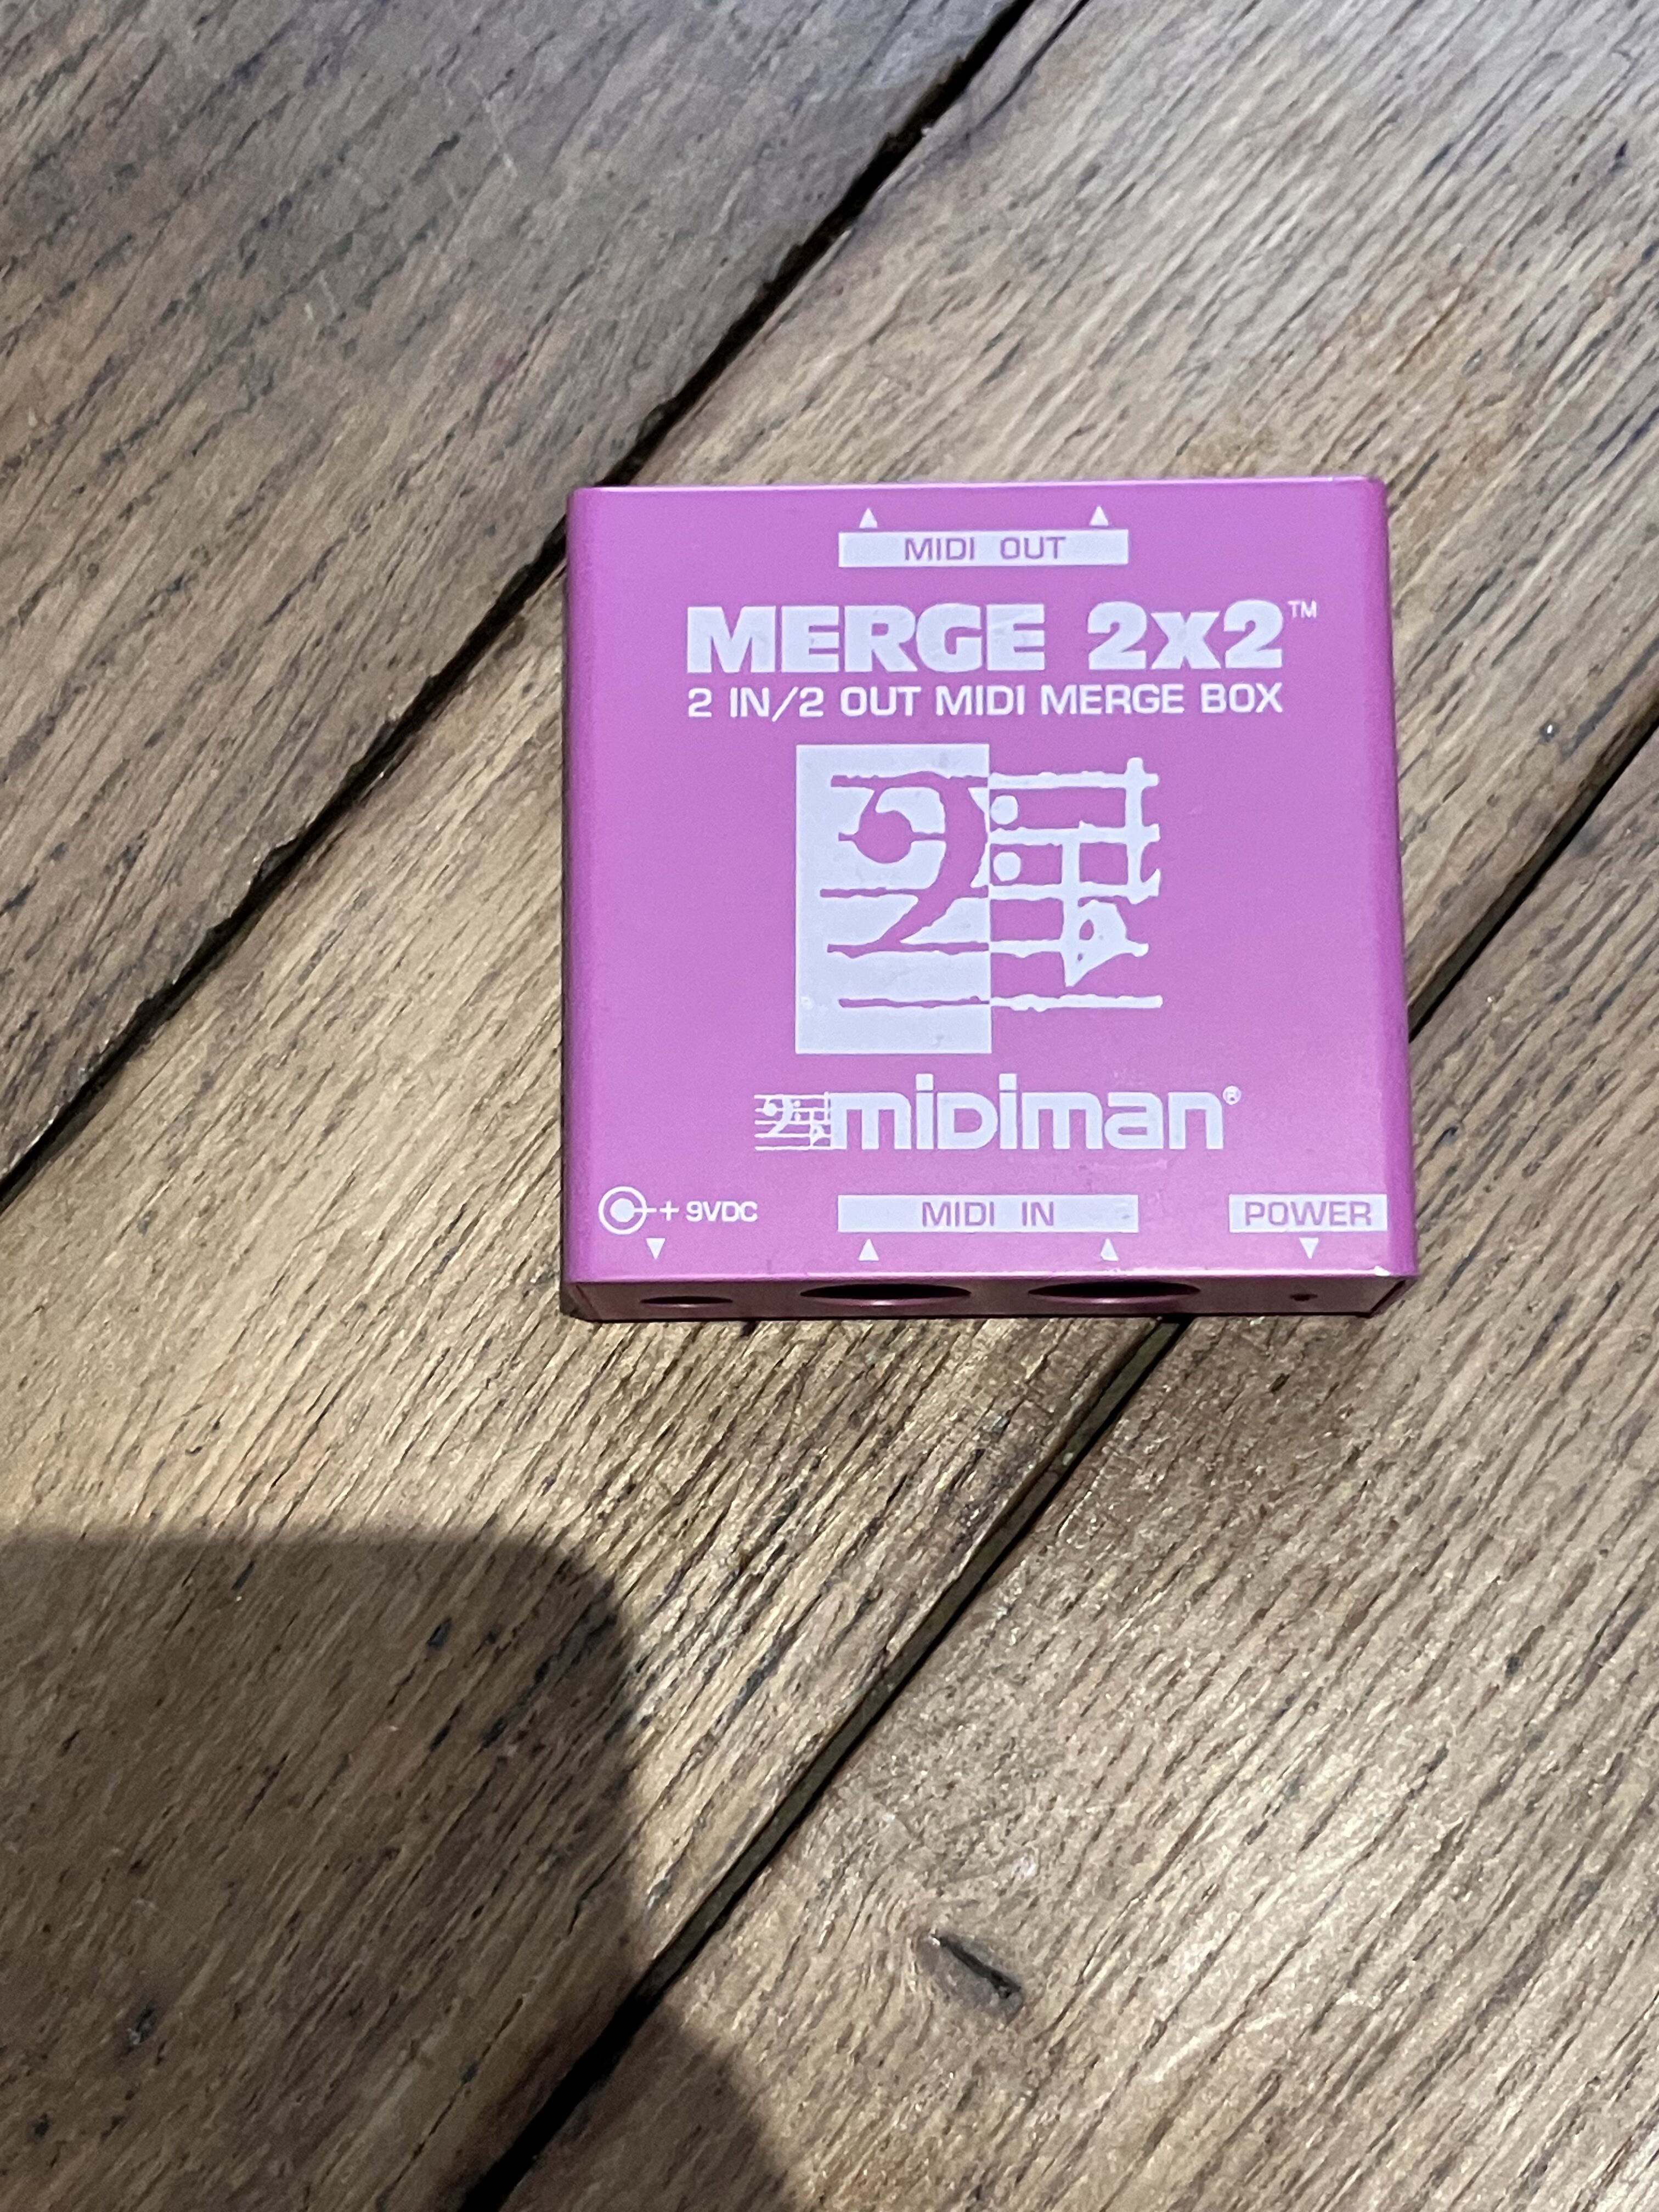 MIDI OUT
MERGE 2x2™
2 IN/2 OUT MIDI MERGE BOX
midiman®
+ 9VDC
MIDI IN
POWER